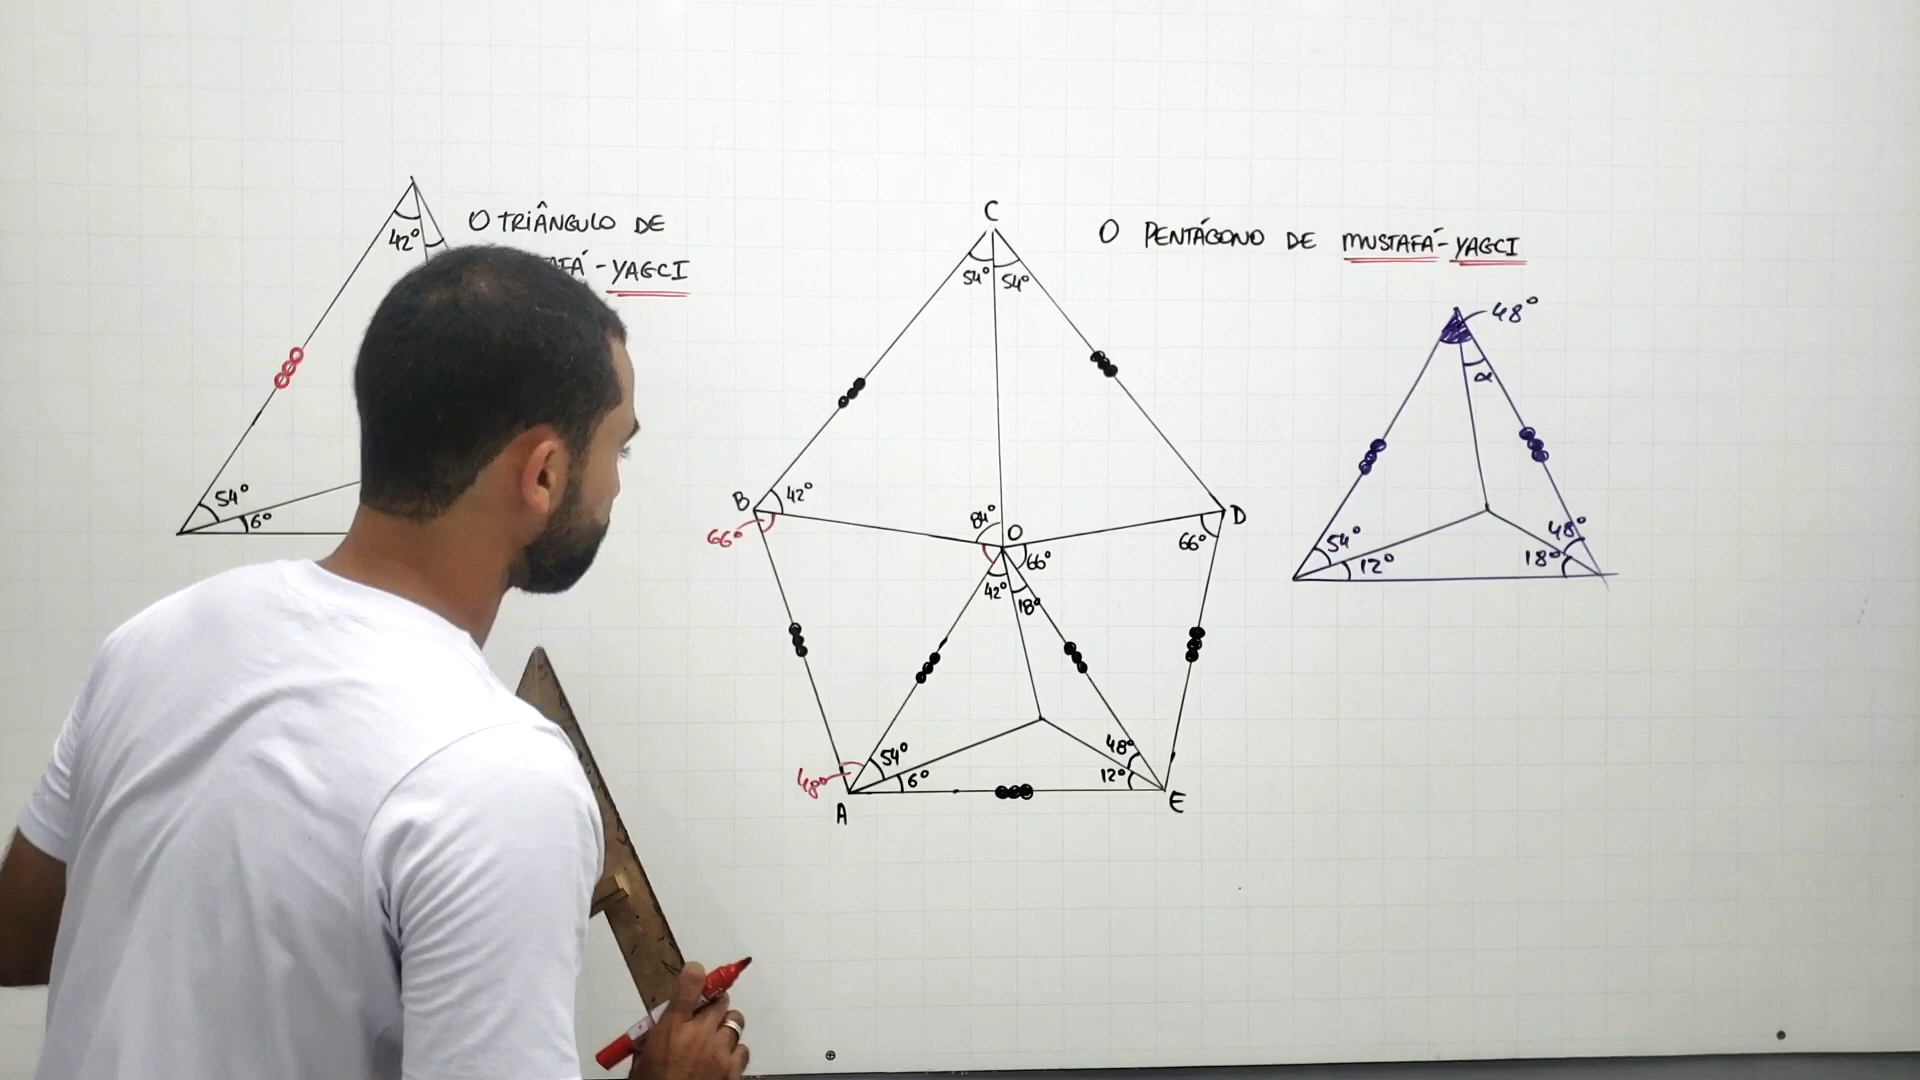 O TRIÂNGULO DE
-YAGCI
42°
54°
6°
C
54° 54°
B
42°
66°
84°
O
66°
42°
18°
D
66°
54°
6°
48°
12°
A
E
O PENTÁGONO DE MUSTAFÁ-YAGCI
48°
α
54°
12°
48°
18°